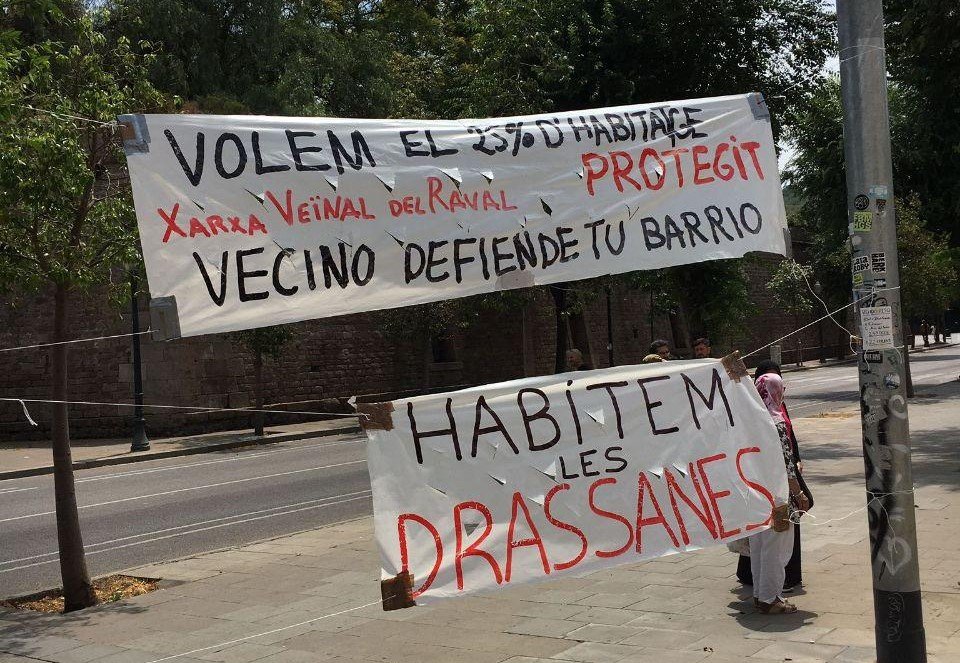 VOLEM EL 25% D'HABITATGE
PROTEGIT
XARXA VEÏNAL DEL RAVAL
VECINO DEFIENDE TU BARRIO
HABITEM
LES
DRASSANES